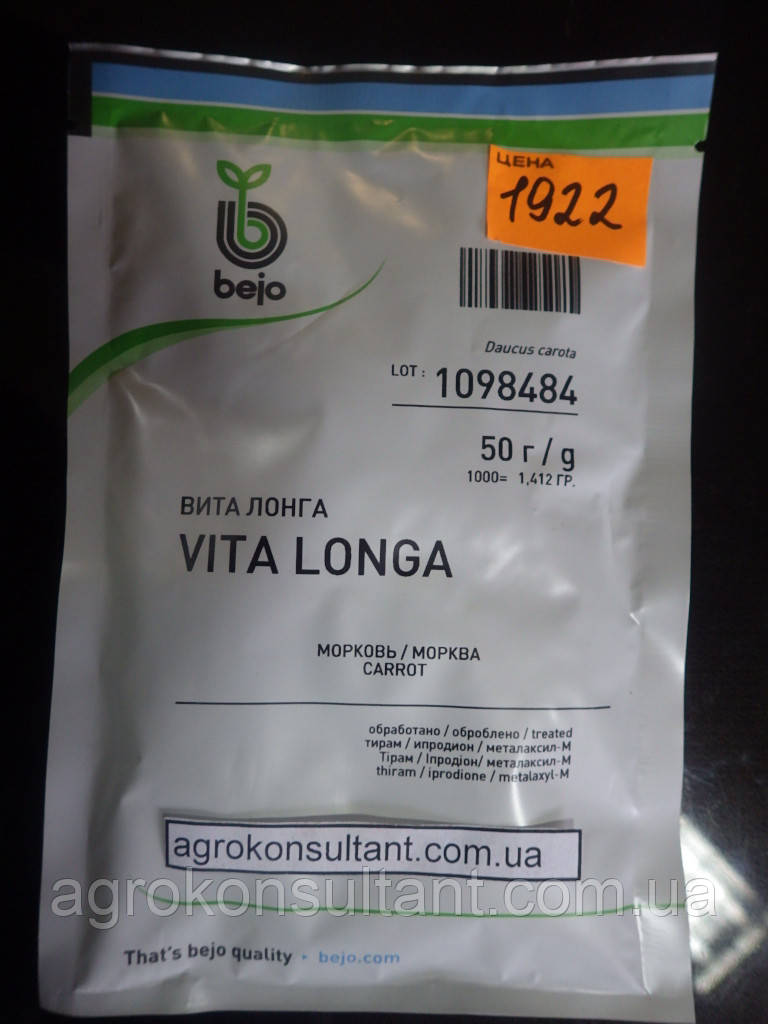 bejo
ЦЕНА
1922
Daucus carota
LOT : 1098484
50 г / g
1000= 1,412 ГР.
ВИТА ЛОНГА
VITA LONGA
МОРКОВЬ / МОРКВА
CARROT
обработано / оброблено / treated
тирам / ипродион / металаксил-М
Тірам / Іпродіон/ металаксил-М
thiram / iprodione / metalaxyl-M
agrokonsultant.com.ua
agrokonsultant.com.ua
That's bejo quality • bejo.com